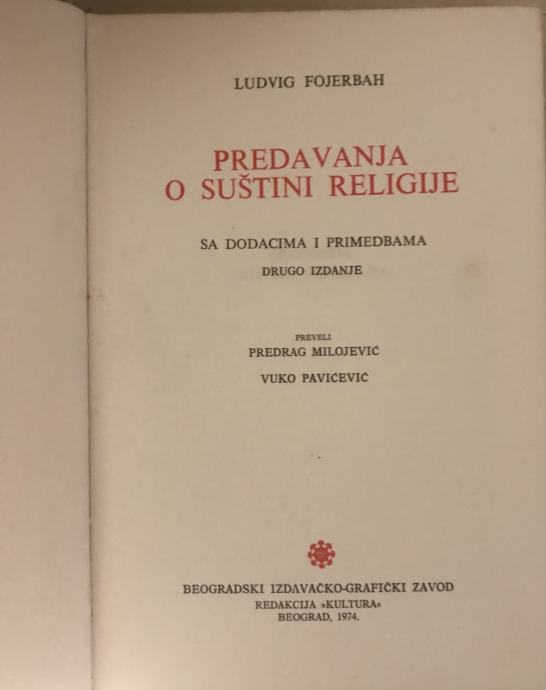 LUDVIG FOJERBAH
PREDAVANJA
O SUŠTINI RELIGIJE
SA DODACIMA I PRIMEDBAMA
DRUGO IZDANJE
PREVELI
PREDRAG MILOJEVIĆ
VUKO PAVIĆEVIĆ
BEOGRADSKI IZDAVAČKO-GRAFIČKI ZAVOD
REDAKCIJA »KULTURA«
BEOGRAD, 1974.